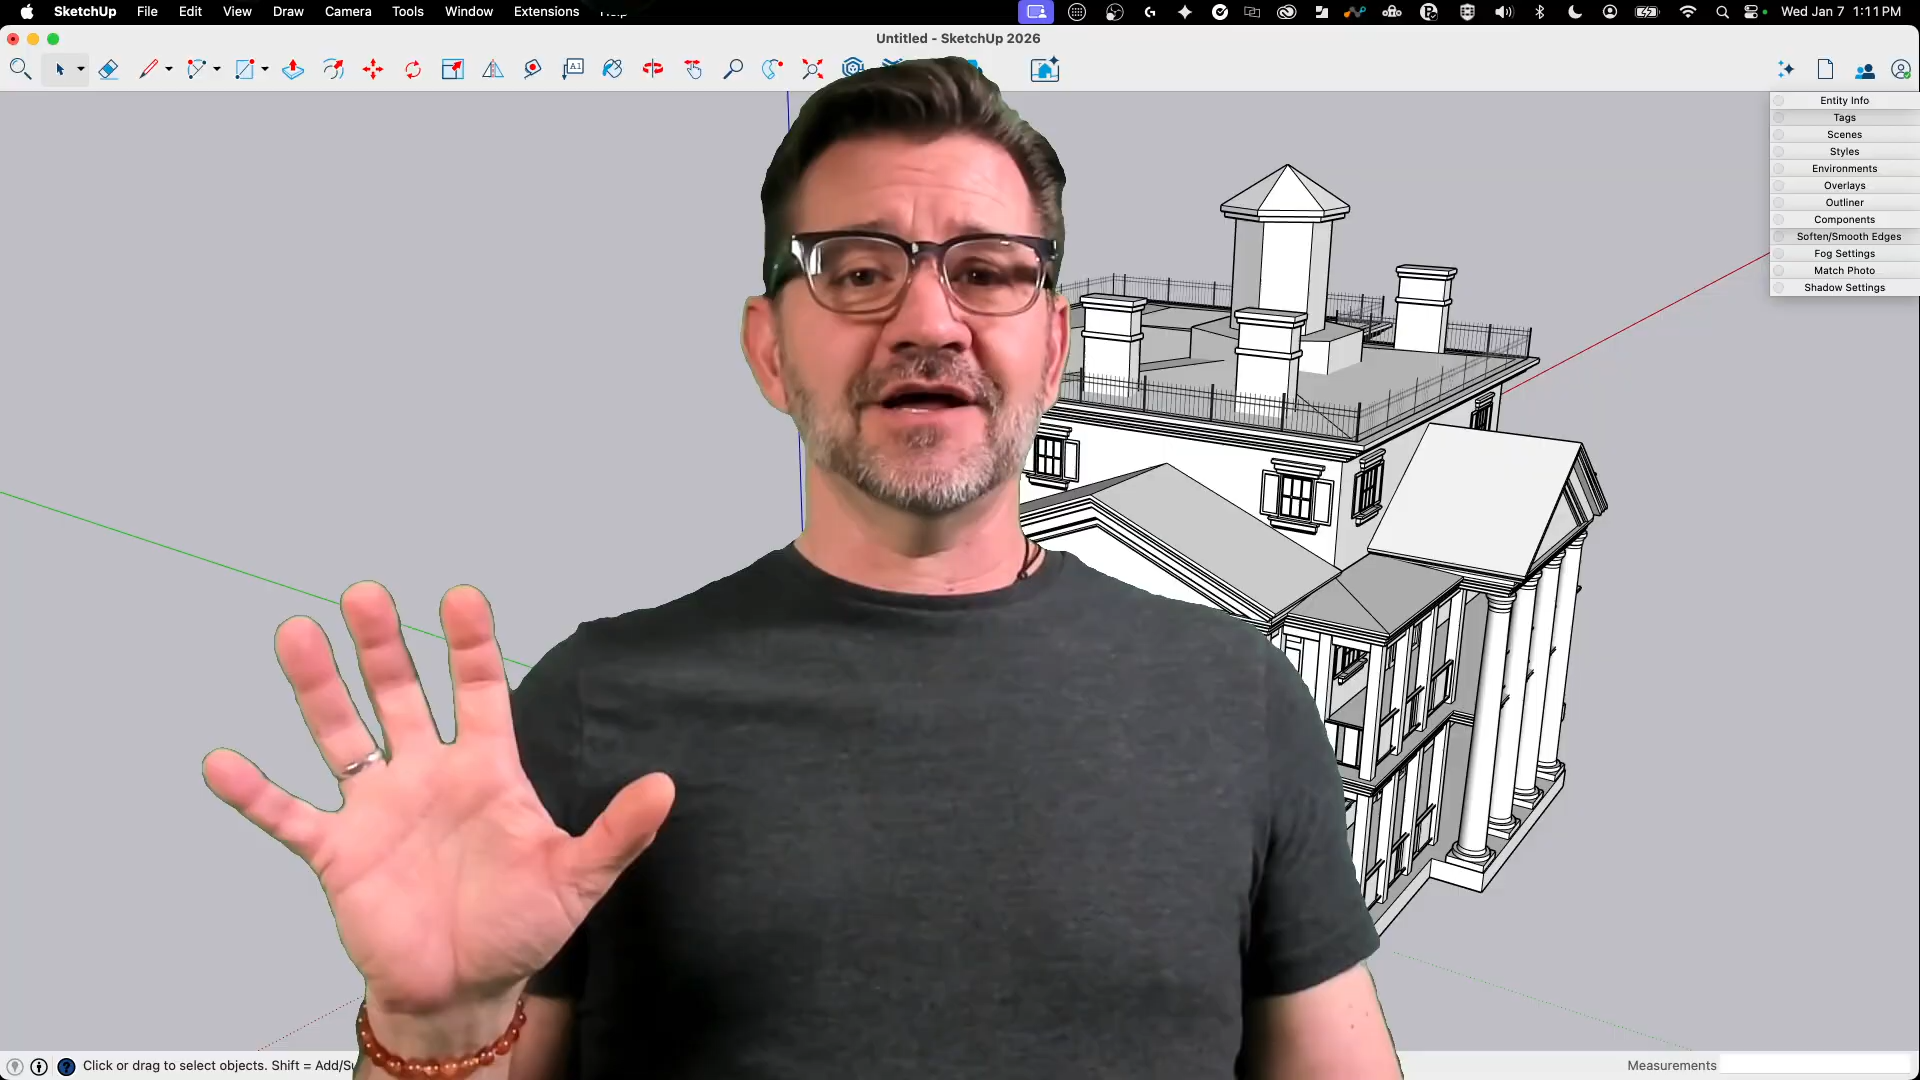 SketchUp File Edit View Draw Camera Tools Window Extensions Wed Jan 7 1:11 PM
Untitled - SketchUp 2026
A1
Entity Info
Tags
Scenes
Styles
Environments
Overlays
Outliner
Components
Soften/Smooth Edges
Fog Settings
Match Photo
Shadow Settings
Click or drag to select objects. Shift = Add/Su
Measurements